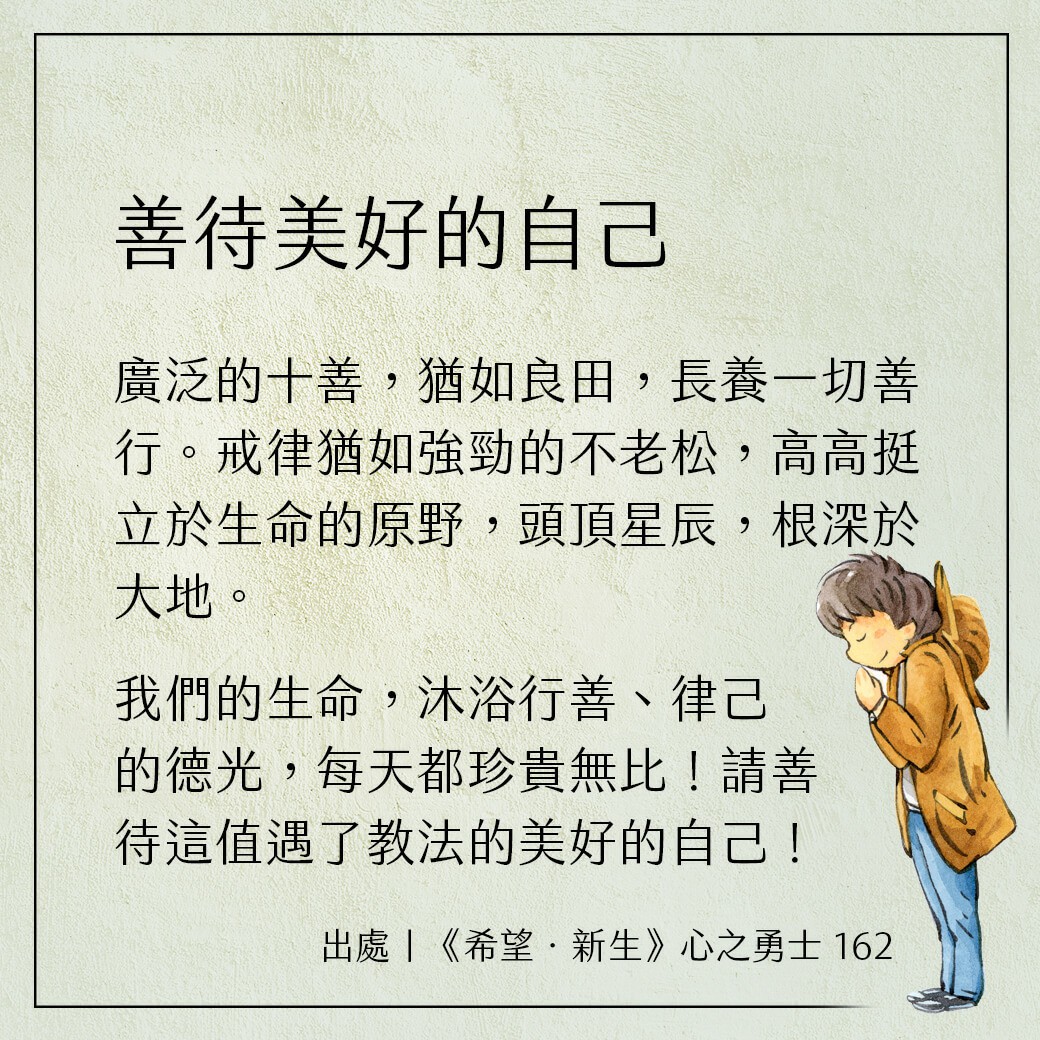 善待美好的自己
廣泛的十善，猶如良田，長養一切善
行。戒律猶如強勁的不老松，高高挺
立於生命的原野，頭頂星辰，根深於
大地。
我們的生命，沐浴行善、律己
的德光，每天都珍貴無比！請善
待這值遇了教法的美好的自己！
出處｜《希望．新生》心之勇士 162